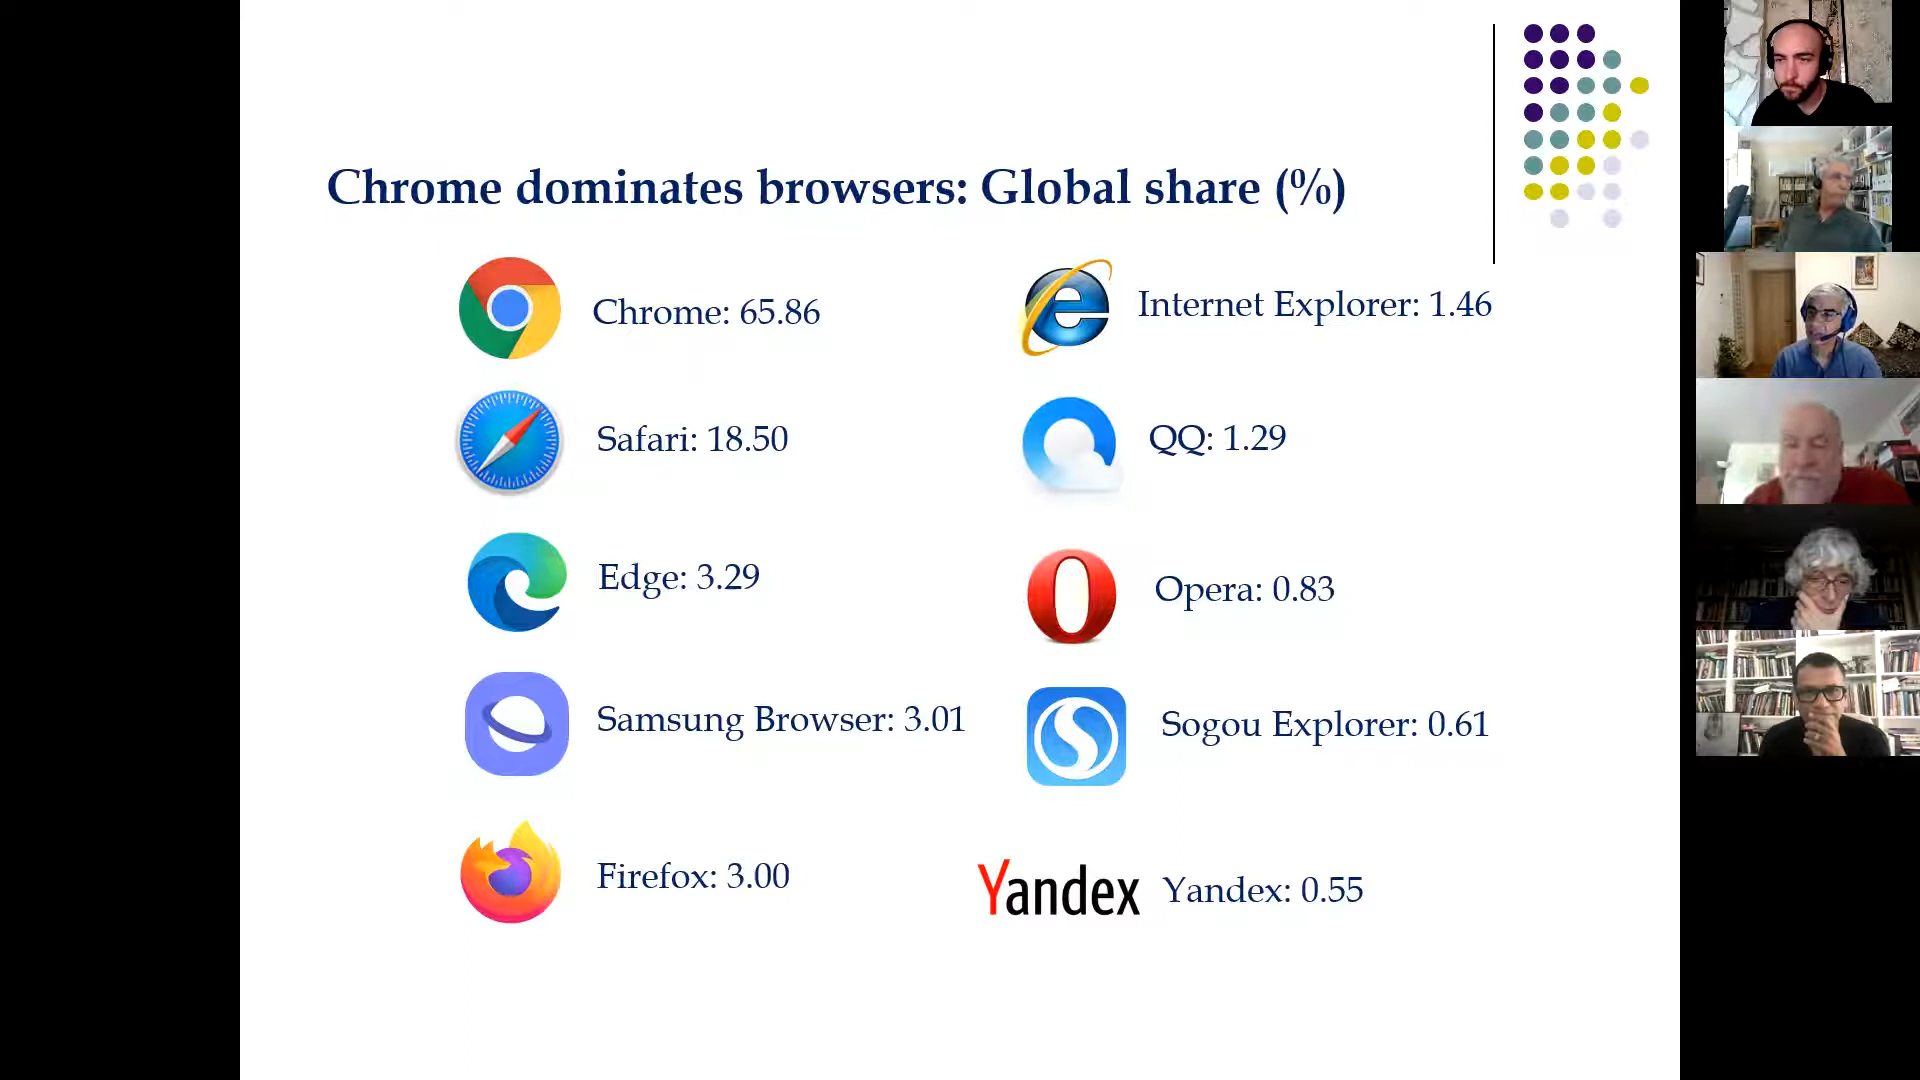 Chrome dominates browsers: Global share (%)
Chrome: 65.86
Safari: 18.50
Edge: 3.29
Samsung Browser: 3.01
Firefox: 3.00
Internet Explorer: 1.46
QQ: 1.29
Opera: 0.83
Sogou Explorer: 0.61
Yandex Yandex: 0.55